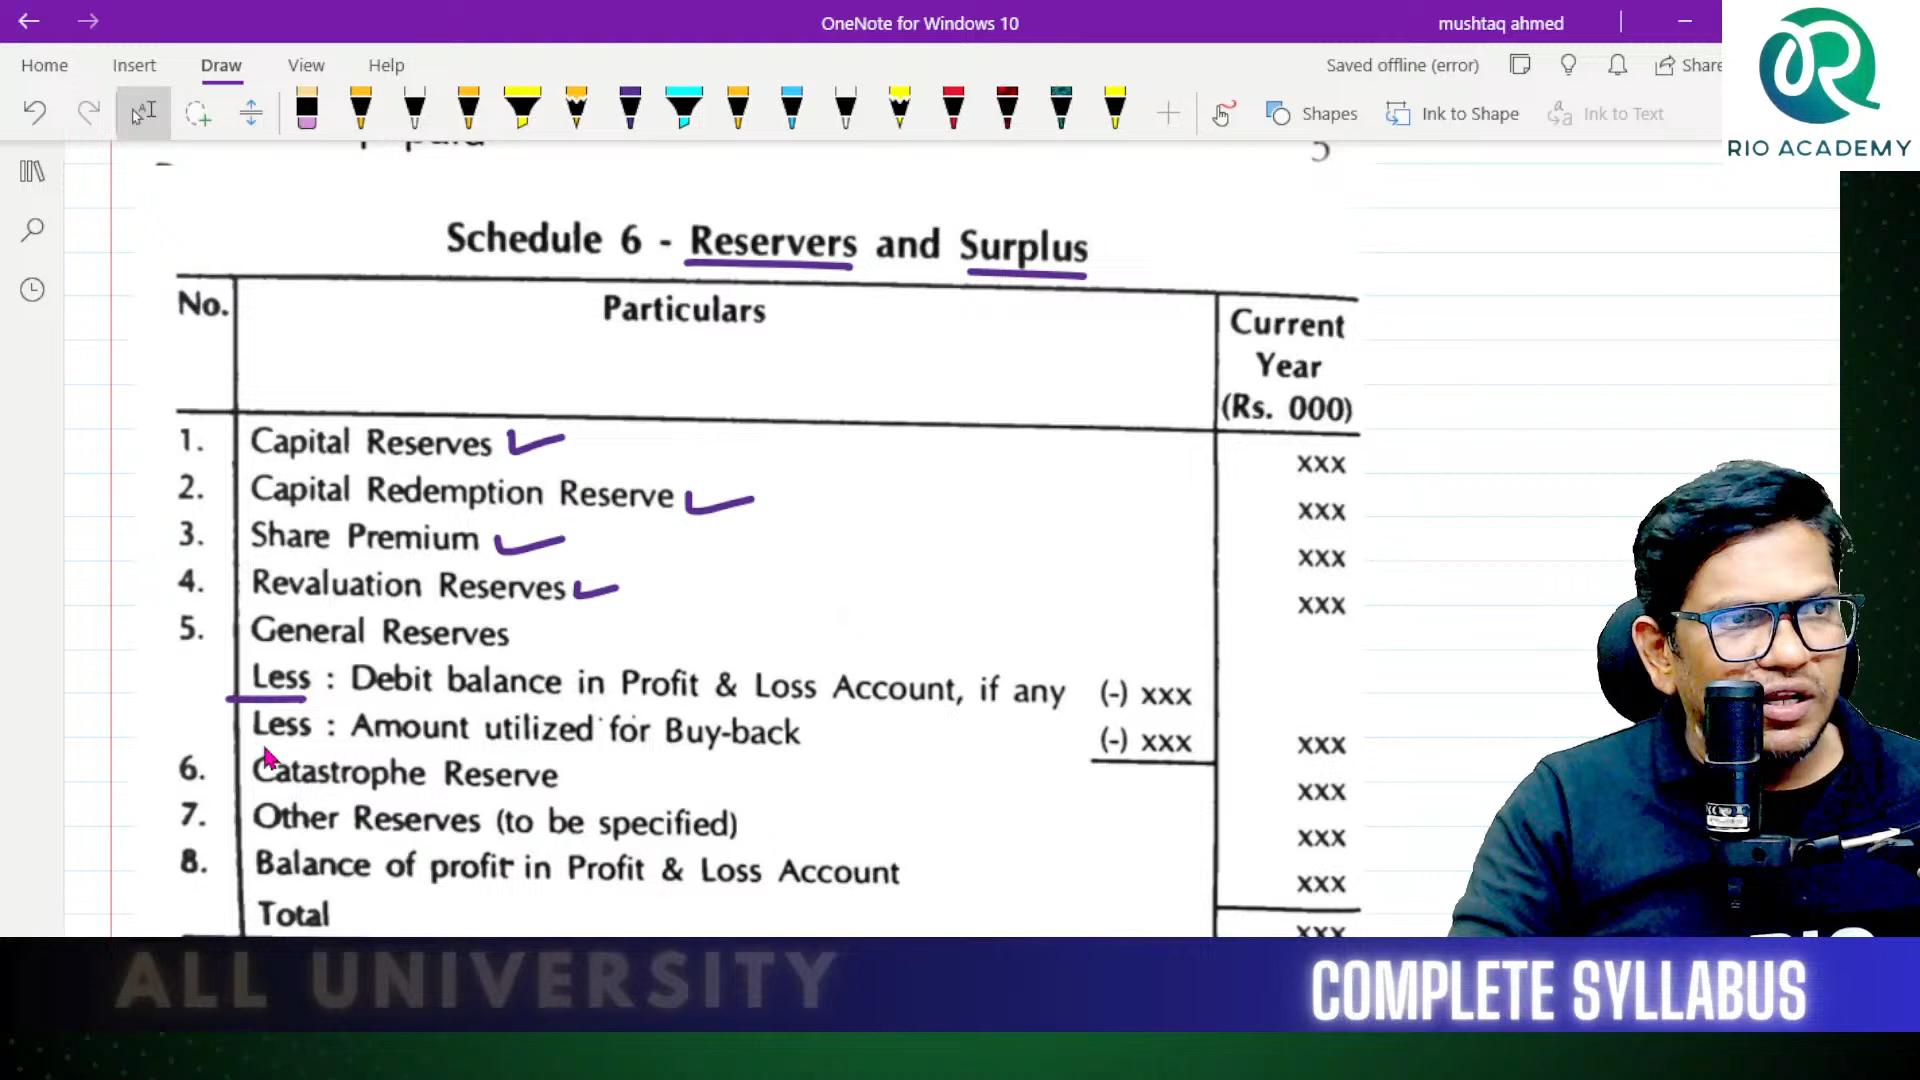 OneNote for Windows 10
mushtaq ahmed
Home Insert Draw View Help
Saved offline (error)
Share
Shapes
Ink to Shape
Ink to Text
RIO ACADEMY
Schedule 6 - Reservers and Surplus
No. Particulars Current Year (Rs. 000)
1. Capital Reserves xxx
2. Capital Redemption Reserve xxx
3. Share Premium xxx
4. Revaluation Reserves xxx
5. General Reserves
Less : Debit balance in Profit & Loss Account, if any (-) xxx
Less : Amount utilized for Buy-back (-) xxx xxx
6. Catastrophe Reserve xxx
7. Other Reserves (to be specified) xxx
8. Balance of profit in Profit & Loss Account xxx
Total xxx
ALL UNIVERSITY
COMPLETE SYLLABUS